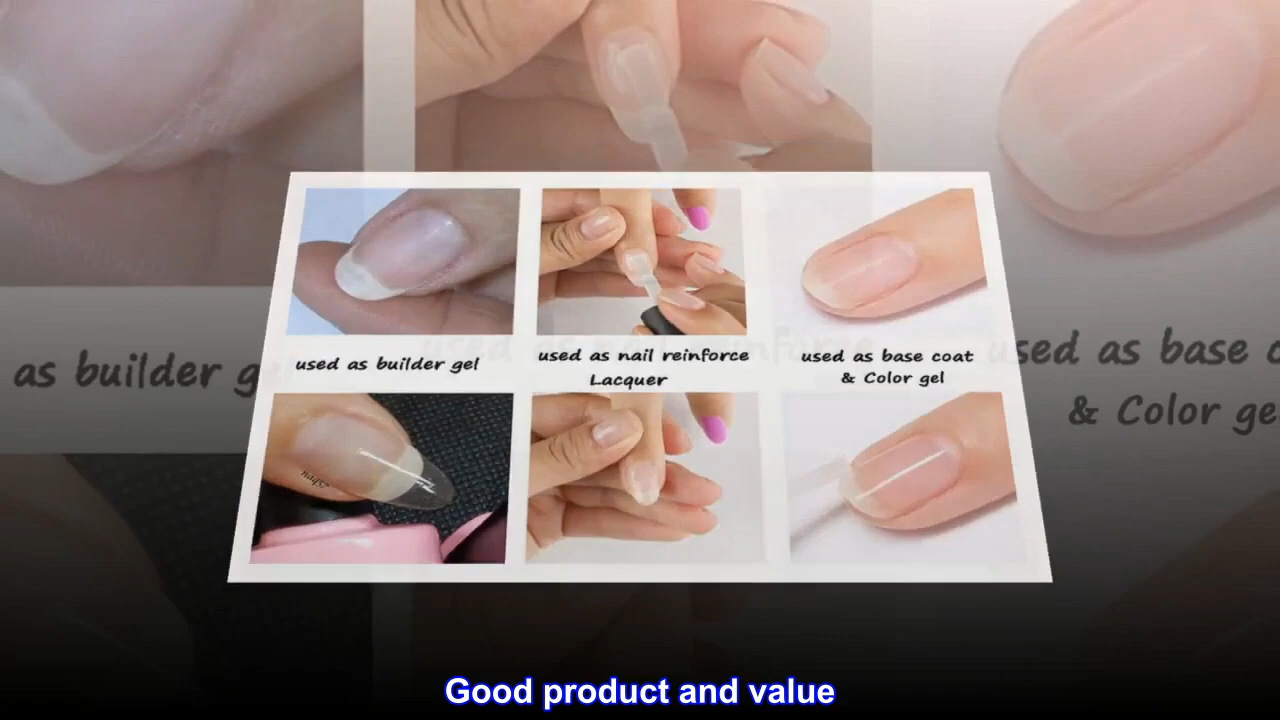 used as builder gel
used as nail reinforce
Lacquer
used as base coat
& Color gel
as builder g
sed as base c
& Color ge
Good product and value